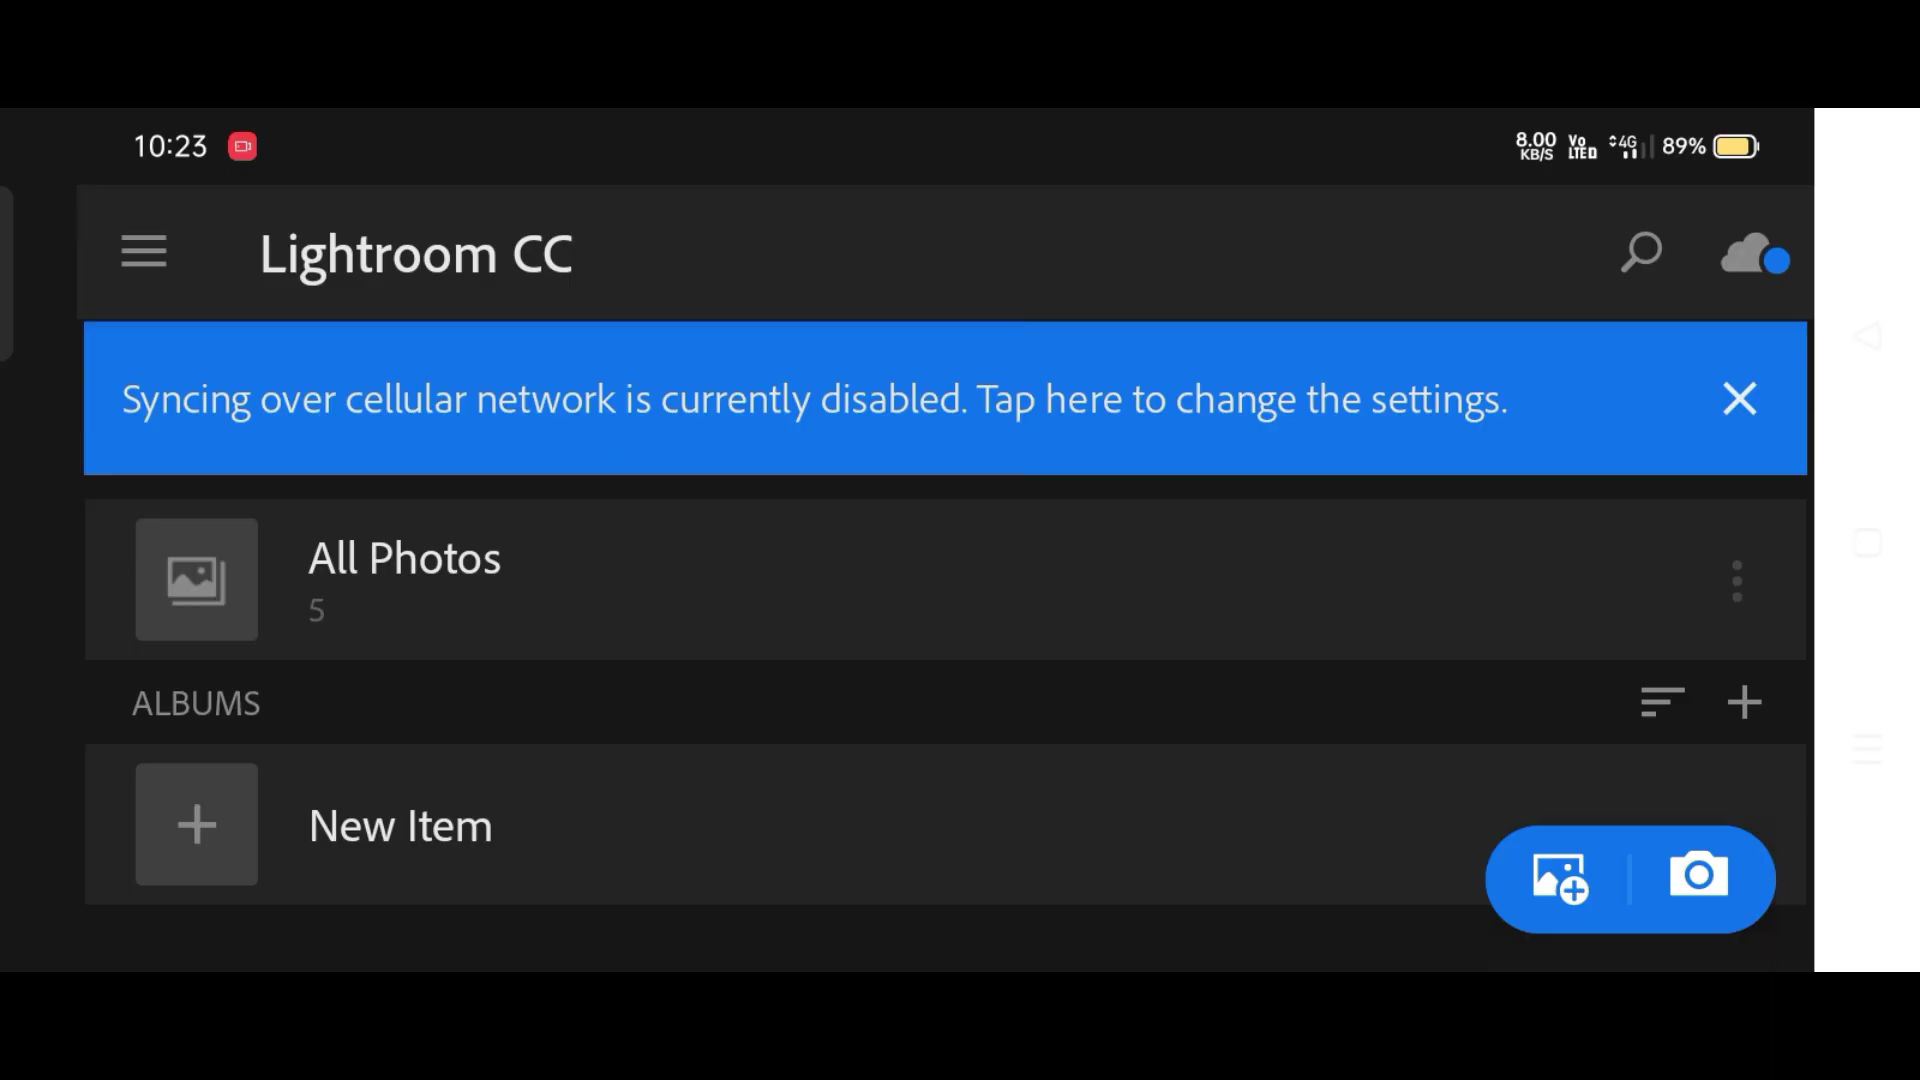 10:23 8.00 KB/S Vo LTE D 4G 89%
Lightroom CC
Syncing over cellular network is currently disabled. Tap here to change the settings.
All Photos
5
ALBUMS
New Item